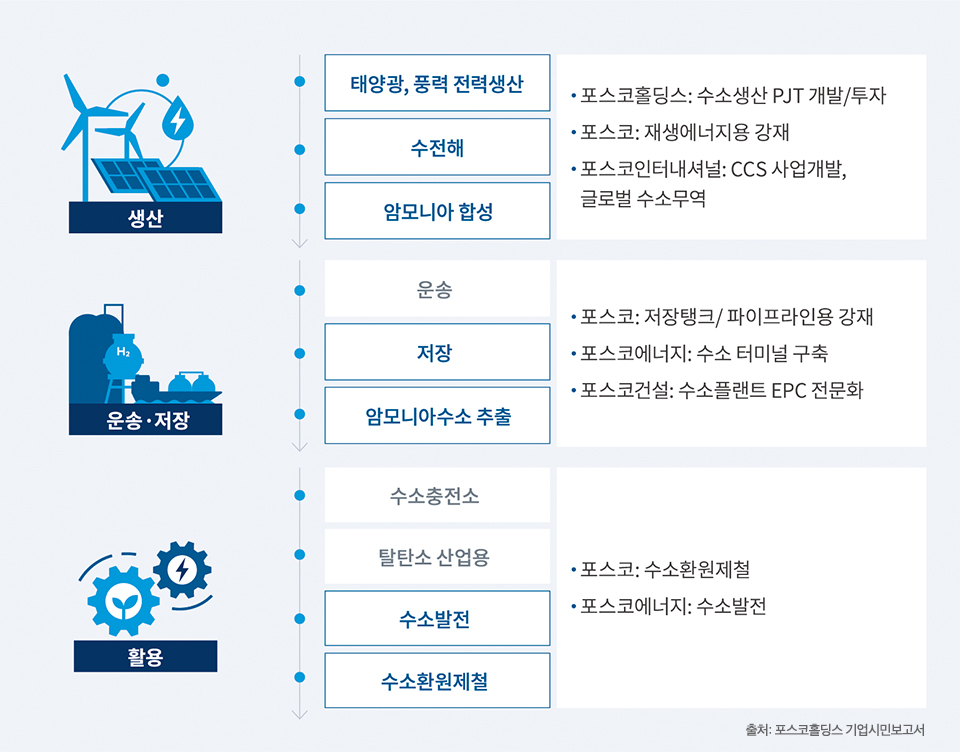 태양광, 풍력 전력생산
수전해
암모니아 합성
생산
• 포스코홀딩스: 수소생산 PJT 개발/투자
• 포스코: 재생에너지용 강재
• 포스코인터내셔널: CCS 사업개발,
글로벌 수소무역
운송
저장
암모니아수소 추출
H₂
운송·저장
• 포스코: 저장탱크/ 파이프라인용 강재
• 포스코에너지: 수소 터미널 구축
• 포스코건설: 수소플랜트 EPC 전문화
수소충전소
탈탄소 산업용
수소발전
수소환원제철
활용
• 포스코: 수소환원제철
• 포스코에너지: 수소발전
출처: 포스코홀딩스 기업시민보고서